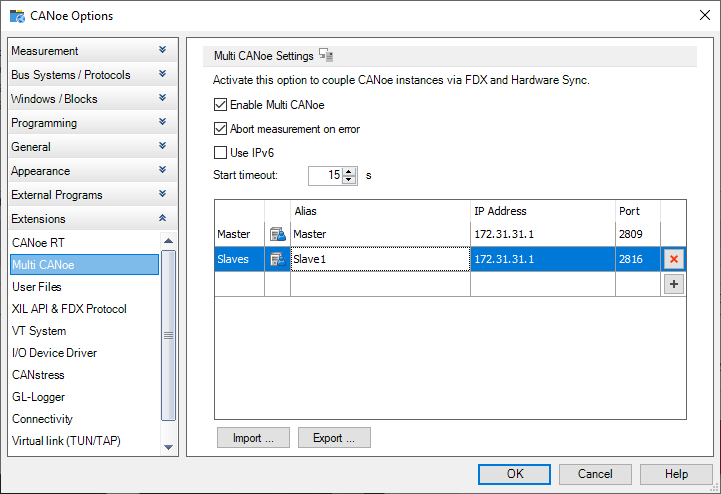 CANoe Options
Measurement
Bus Systems / Protocols
Windows / Blocks
Programming
General
Appearance
External Programs
Extensions
CANoe RT
Multi CANoe
User Files
XIL API & FDX Protocol
VT System
I/O Device Driver
CANstress
GL-Logger
Connectivity
Virtual link (TUN/TAP)
Multi CANoe Settings
Activate this option to couple CANoe instances via FDX and Hardware Sync.
Enable Multi CANoe
Abort measurement on error
Use IPv6
Start timeout: 15 s
Alias IP Address Port
Master Master 172.31.31.1 2809
Slaves Slave1 172.31.31.1 2816
Import ... Export ...
OK Cancel Help